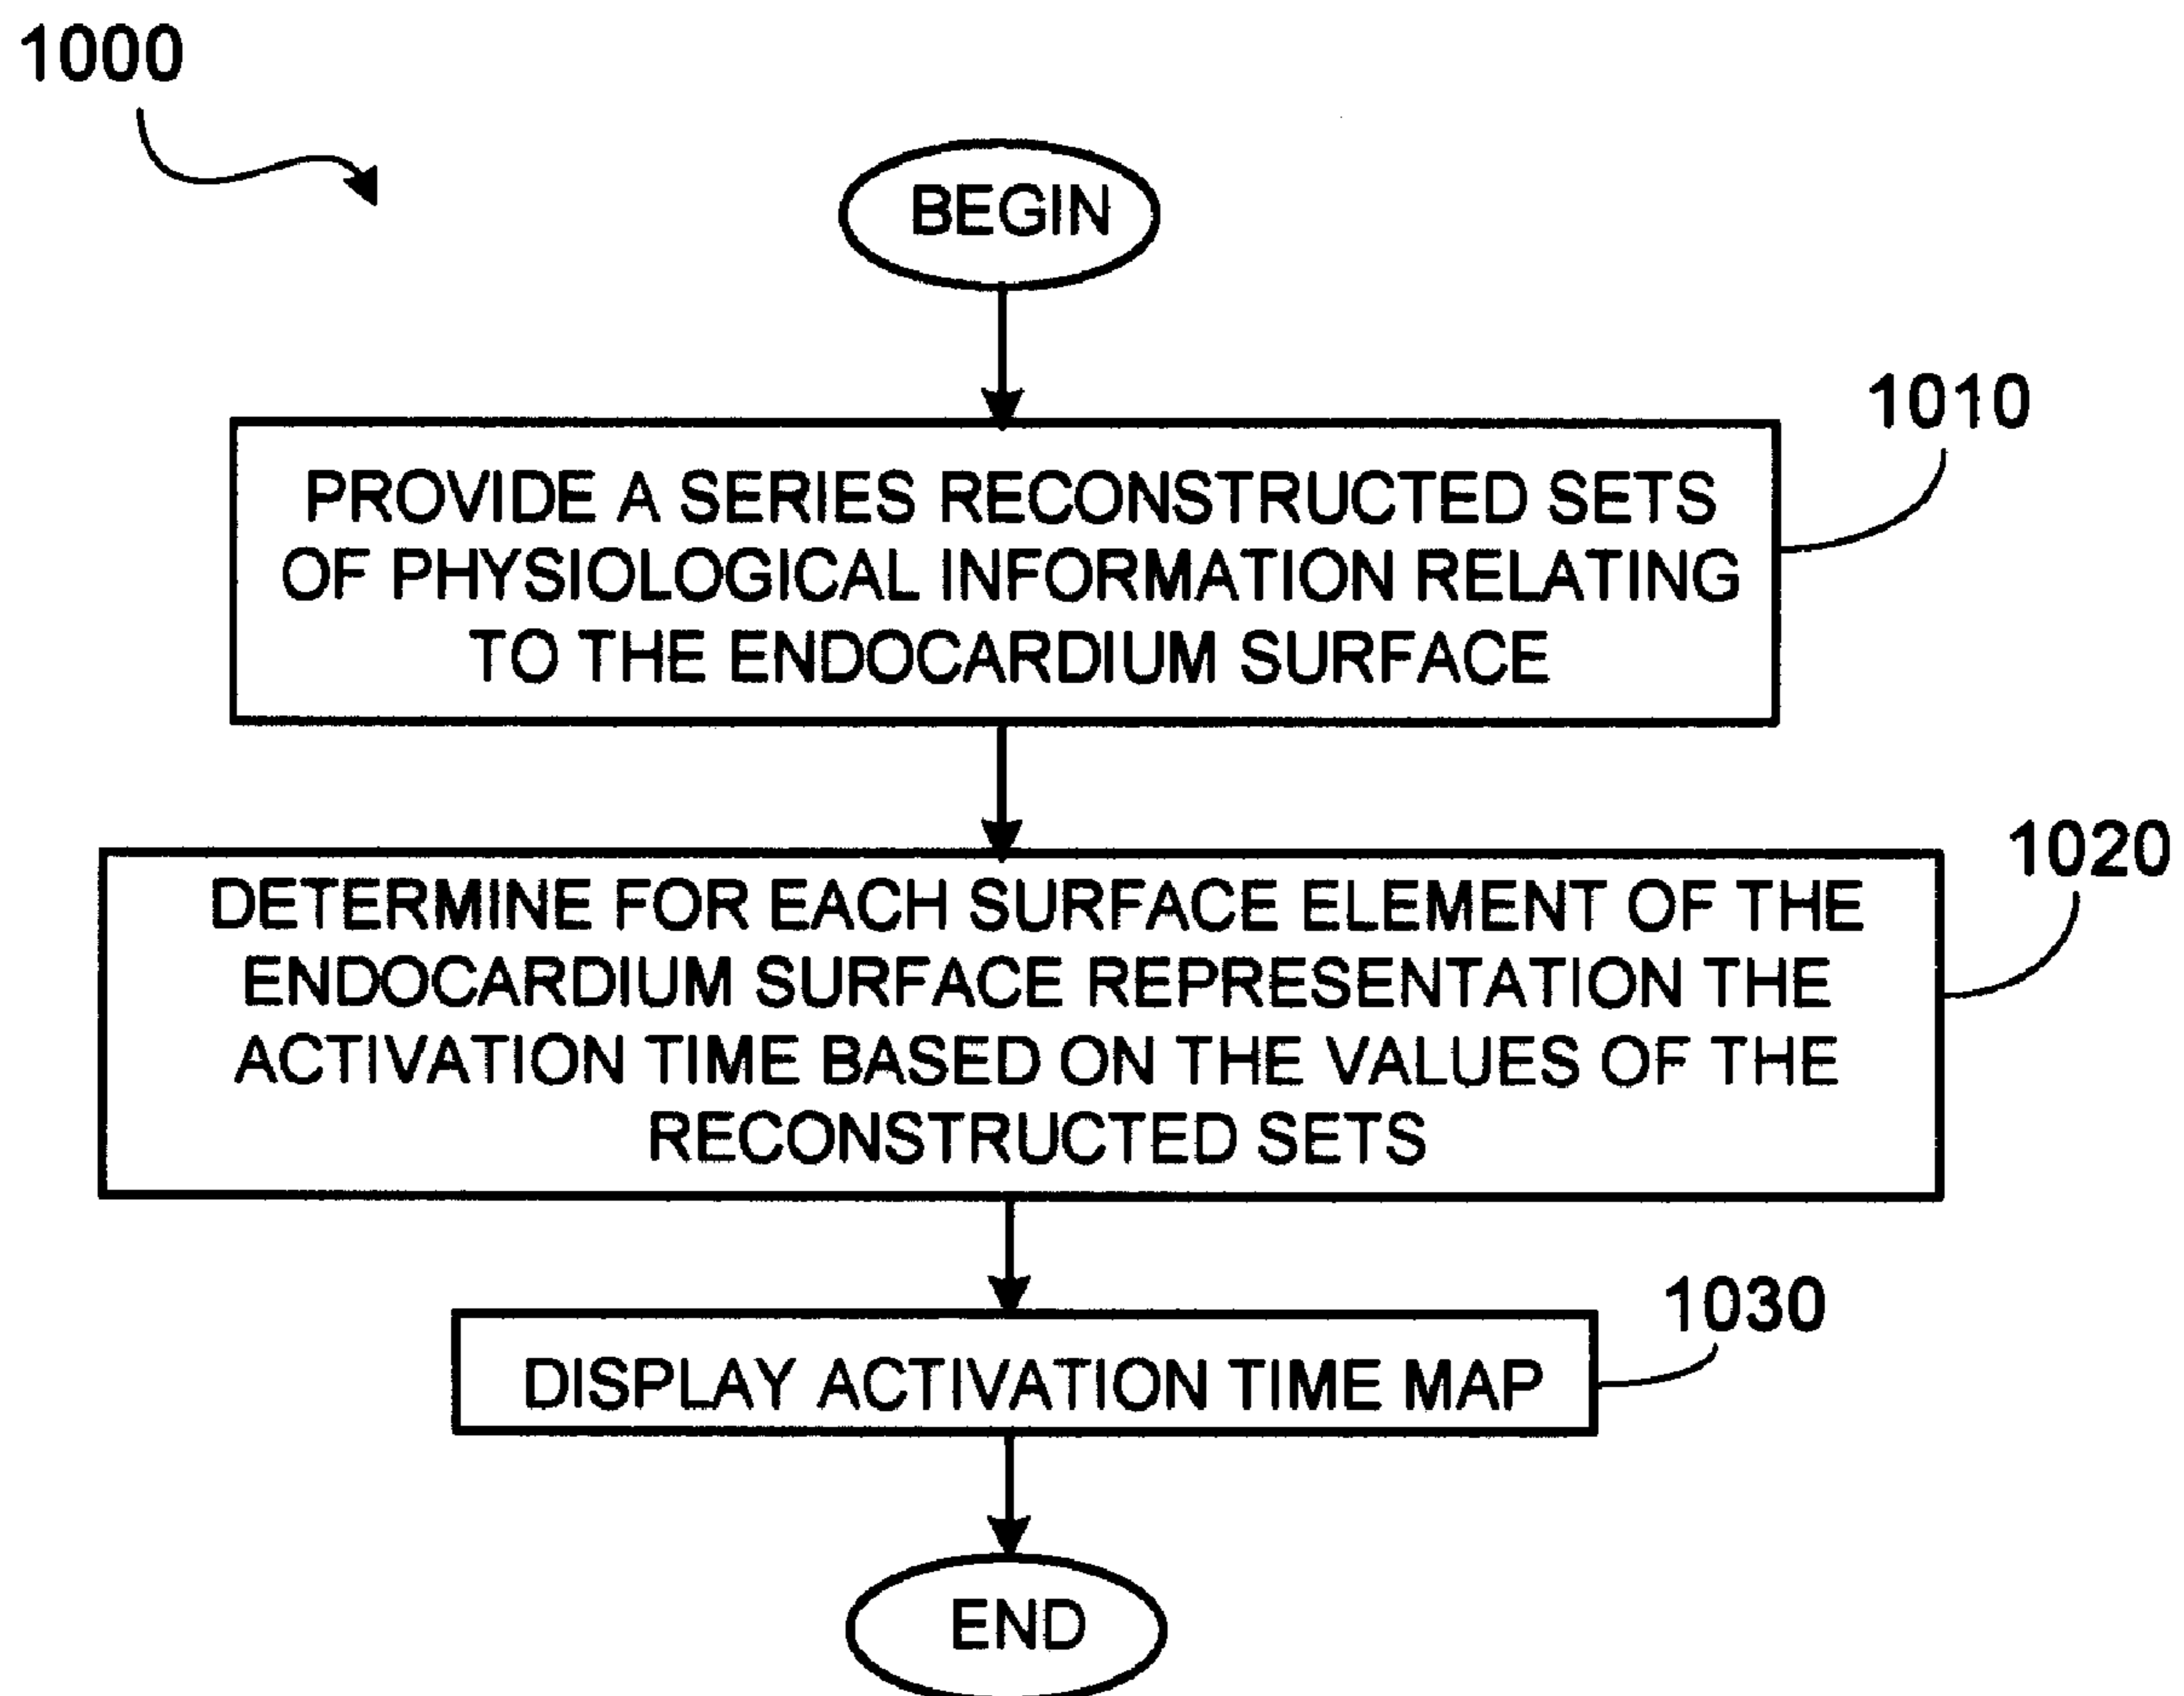 1000
BEGIN
1010
PROVIDE A SERIES RECONSTRUCTED SETS
OF PHYSIOLOGICAL INFORMATION RELATING
TO THE ENDOCARDIUM SURFACE
1020
DETERMINE FOR EACH SURFACE ELEMENT OF THE
ENDOCARDIUM SURFACE REPRESENTATION THE
ACTIVATION TIME BASED ON THE VALUES OF THE
RECONSTRUCTED SETS
1030
DISPLAY ACTIVATION TIME MAP
END